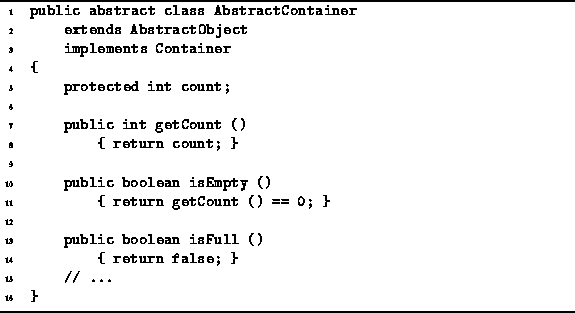 1 public abstract class AbstractContainer
2 extends AbstractObject
3 implements Container
4 {
5 protected int count;
6
7 public int getCount ()
8 { return count; }
9
10 public boolean isEmpty ()
11 { return getCount () == 0; }
12
13 public boolean isFull ()
14 { return false; }
15 // ...
16 }